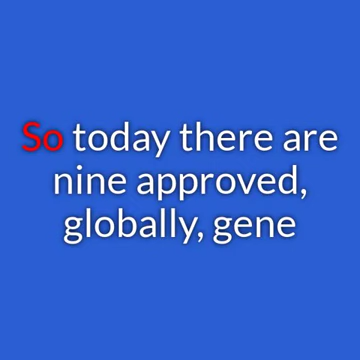 So today there are
nine approved,
globally, gene